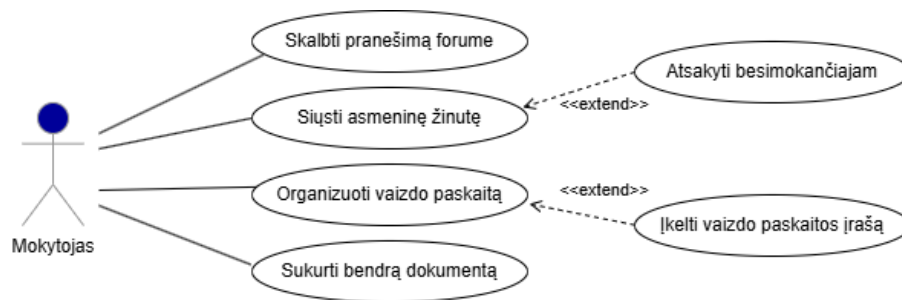 Skalbti pranešimą forume
Atsakyti besimokančiajam
<<extend>>
Siųsti asmeninę žinutę
Organizuoti vaizdo paskaitą
<<extend>>
Įkelti vaizdo paskaitos įrašą
Mokytojas
Sukurti bendrą dokumentą